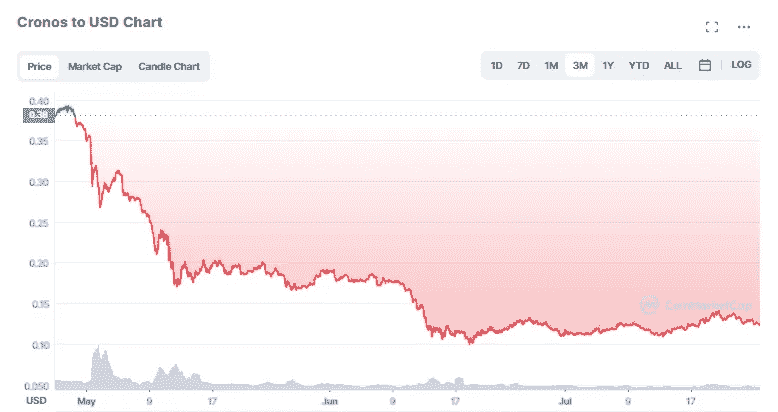 Cronos to USD Chart
Price Market Cap Candle Chart
1D 7D 1M 3M 1Y YTD ALL LOG
0.40
0.35
0.30
0.25
0.20
0.15
CoinMarketCap
0.10
0.050
USD May 9 17 Jun 9 17 Jul 9 17